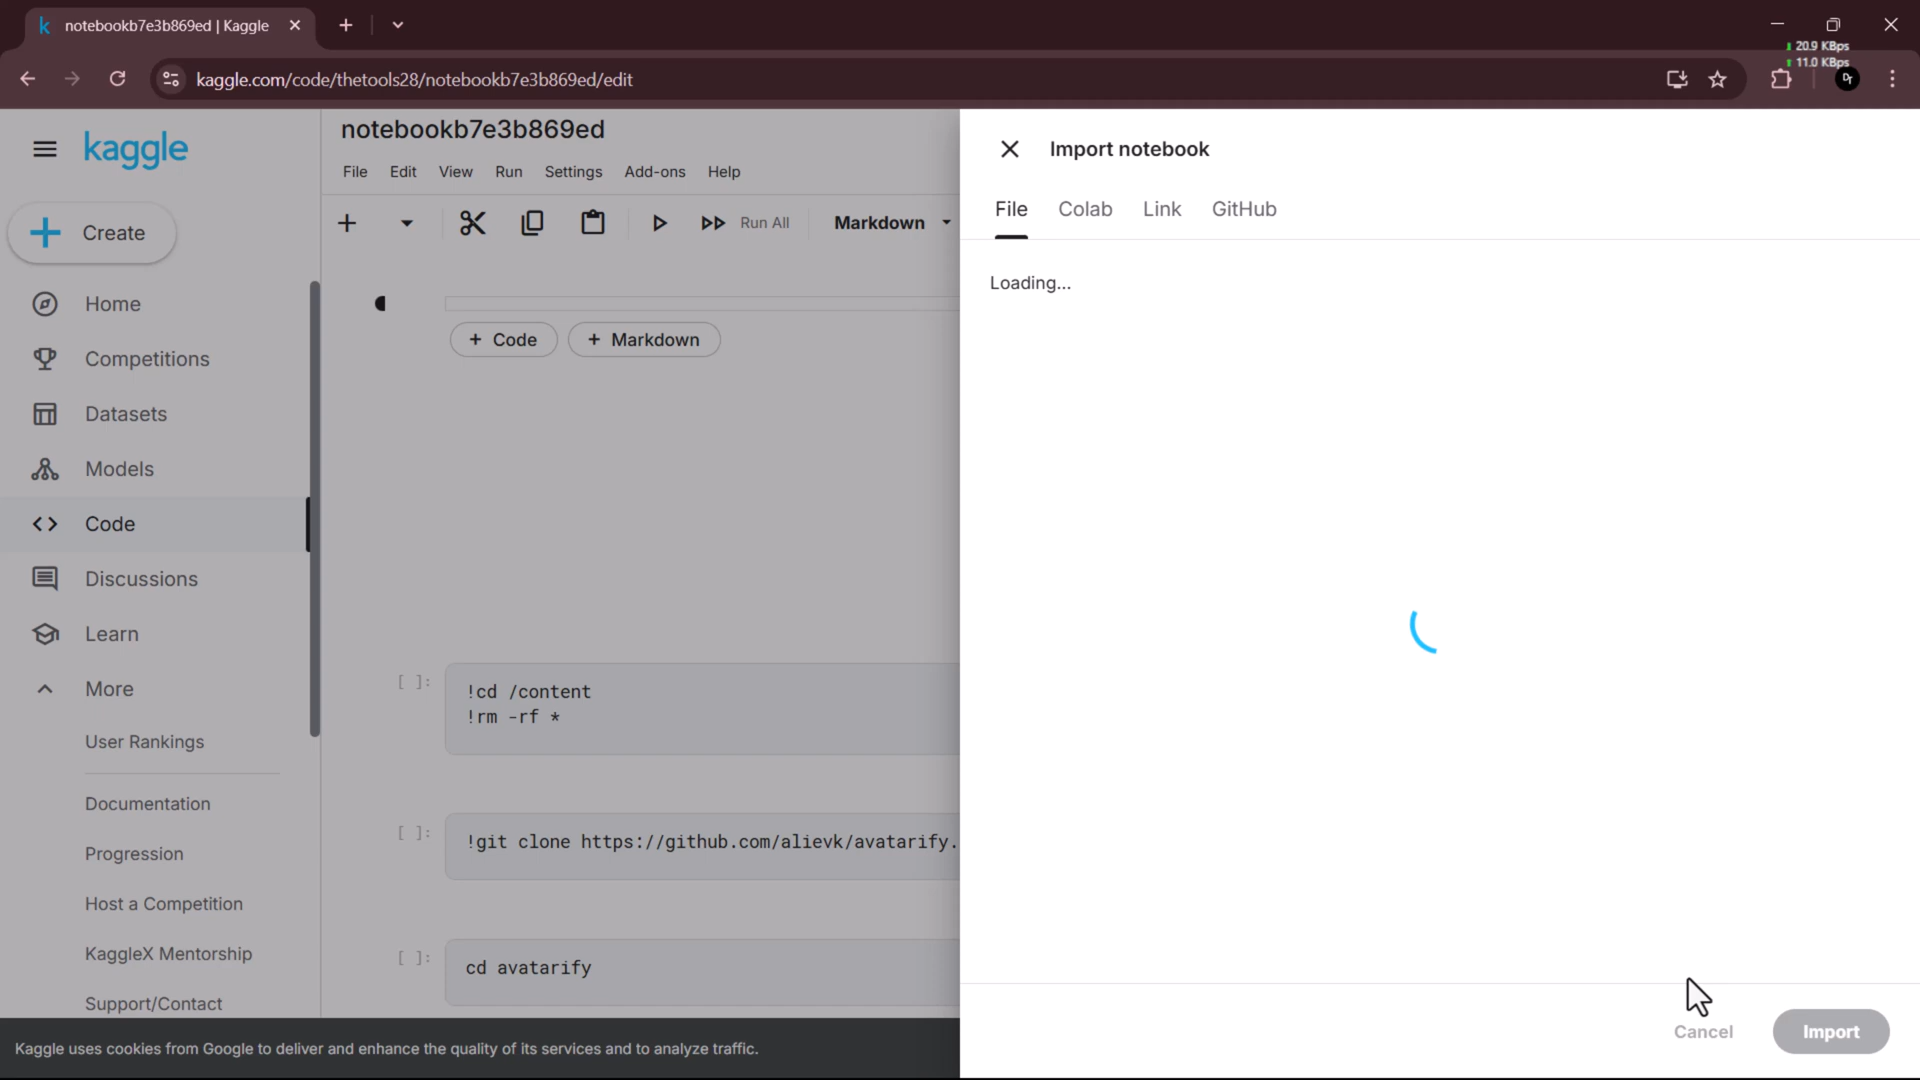 notebookb7e3b869ed | Kaggle
20.9 KBps
11.0 KBps
kaggle.com/code/thetools28/notebookb7e3b869ed/edit
DT
kaggle
Create
Home
Competitions
Datasets
Models
Code
Discussions
Learn
More
User Rankings
Documentation
Progression
Host a Competition
KaggleX Mentorship
Support/Contact
notebookb7e3b869ed
File Edit View Run Settings Add-ons Help
Run All Markdown
+ Code + Markdown
[ ]:
!cd /content
!rm -rf *
[ ]:
!git clone https://github.com/alievk/avatarify.
[ ]:
cd avatarify
Import notebook
File Colab Link GitHub
Loading...
Cancel Import
Kaggle uses cookies from Google to deliver and enhance the quality of its services and to analyze traffic.